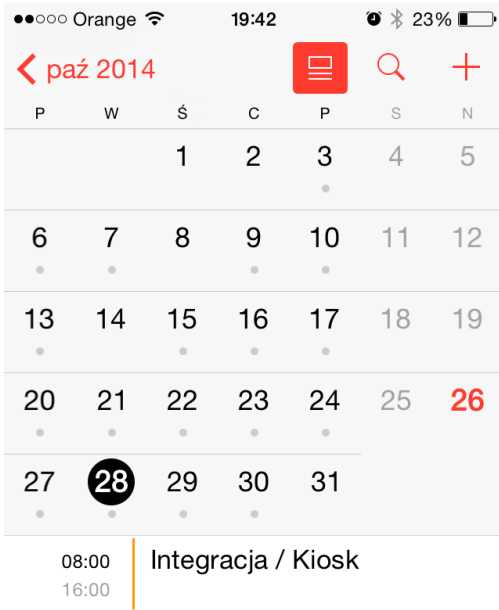 Orange 19:42 23%
paź 2014
P W Ś C P S N
1 2 3 4 5
6 7 8 9 10 11 12
13 14 15 16 17 18 19
20 21 22 23 24 25 26
27 28 29 30 31
08:00 Integracja / Kiosk
16:00